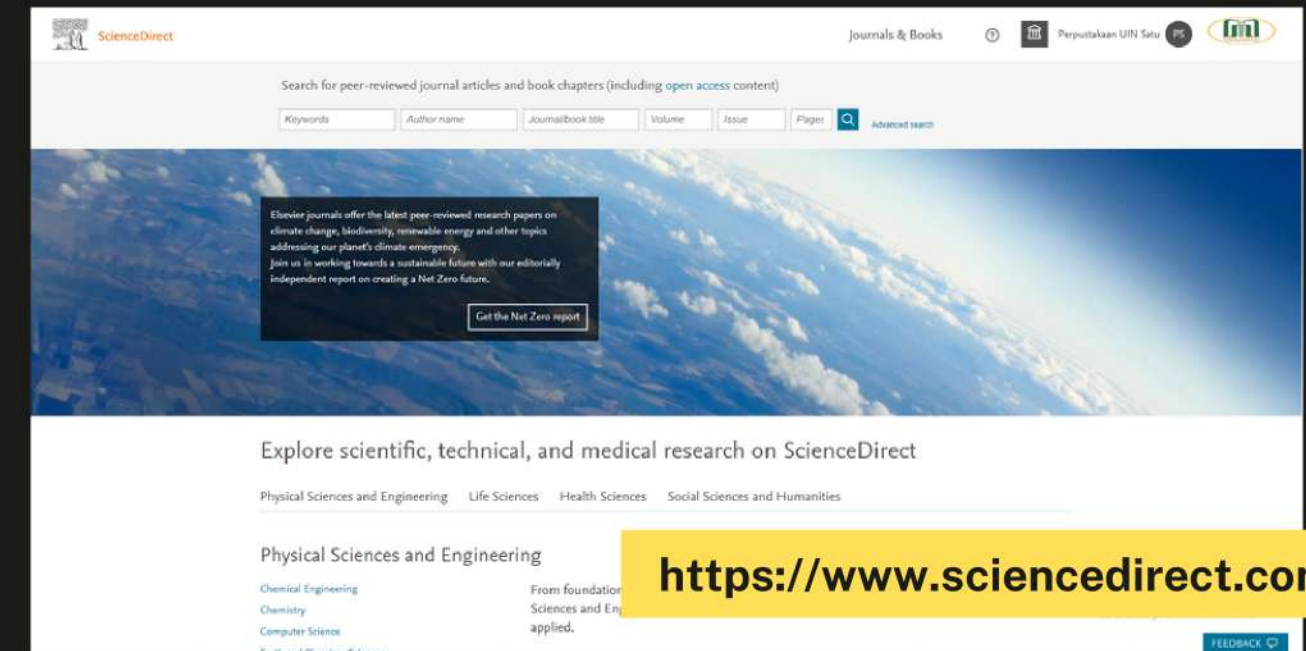 ScienceDirect
Journals & Books
Perpustakaan UIN Satu
PS
Search for peer-reviewed journal articles and book chapters (including open access content)
Keywords
Author name
Journal/book title
Volume
Issue
Pages
Advanced search
Elsevier journals offer the latest peer-reviewed research papers on
climate change, biodiversity, renewable energy and other topics
addressing our planet's climate emergency.
Join us in working towards a sustainable future with our editorially
independent report on creating a Net Zero future.
Get the Net Zero report
Explore scientific, technical, and medical research on ScienceDirect
Physical Sciences and Engineering Life Sciences Health Sciences Social Sciences and Humanities
Physical Sciences and Engineering
https://www.sciencedirect.com
Chemical Engineering
Chemistry
Computer Science
From foundation
Sciences and Eng
applied.
FEEDBACK